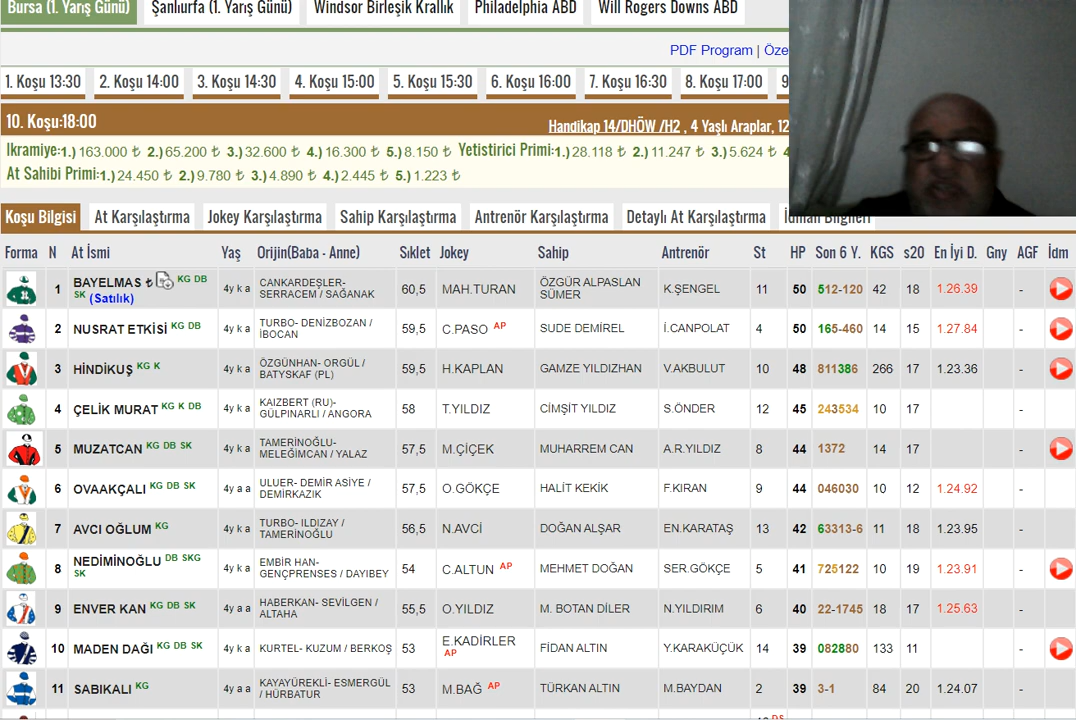 Bursa (1. Yarış Günü) Şanlıurfa (1. Yarış Günü) Windsor Birleşik Krallık Philadelphia ABD Will Rogers Downs ABD
PDF Program | Öze
1. Koşu 13:30 2. Koşu 14:00 3. Koşu 14:30 4. Koşu 15:00 5. Koşu 15:30 6. Koşu 16:00 7. Koşu 16:30 8. Koşu 17:00 9
10. Koşu:18:00 Handikap 14/DHÖW /H2 , 4 Yaşlı Araplar, 12
Ikramiye:1.) 163.000 ₺ 2.) 65.200 ₺ 3.) 32.600 ₺ 4.) 16.300 ₺ 5.) 8.150 ₺ Yetistirici Primi:1.) 28.118 ₺ 2.) 11.247 ₺ 3.) 5.624 ₺ 4
At Sahibi Primi:1.) 24.450 ₺ 2.) 9.780 ₺ 3.) 4.890 ₺ 4.) 2.445 ₺ 5.) 1.223 ₺
Koşu Bilgisi At Karşılaştırma Jokey Karşılaştırma Sahip Karşılaştırma Antrenör Karşılaştırma Detaylı At Karşılaştırma İdman Bilgileri
Forma N At İsmi Yaş Orijin(Baba - Anne) Sıklet Jokey Sahip Antrenör St HP Son 6 Y. KGS s20 En İyi D. Gny AGF İdm
1 BAYELMAS ₺ KG DB SK (Satılık) 4y k a CANKARDEŞLER- SERRACEM / SAĞANAK 60,5 MAH.TURAN ÖZGÜR ALPASLAN SÜMER K.ŞENGEL 11 50 512-120 42 18 1.26.39 -
2 NUSRAT ETKİSİ KG DB 4y k a TURBO- DENİZBOZAN / İBOCAN 59,5 C.PASO AP SUDE DEMİREL İ.CANPOLAT 4 50 165-460 14 15 1.27.84 -
3 HİNDİKUŞ KG K 4y k a ÖZGÜNHAN- ORGÜL / BATYSKAF (PL) 59,5 H.KAPLAN GAMZE YILDIZHAN V.AKBULUT 10 48 811386 266 17 1.23.36 -
4 ÇELİK MURAT KG K DB 4y k a KAIZBERT (RU)- GÜLPINARLI / ANGORA 58 T.YILDIZ CİMŞİT YILDIZ S.ÖNDER 12 45 243534 10 17 -
5 MUZATCAN KG DB SK 4y k a TAMERİNOĞLU- MELEĞİMCAN / YALAZ 57,5 M.ÇİÇEK MUHARREM CAN A.R.YILDIZ 8 44 1372 14 17 -
6 OVAAKÇALI KG DB SK 4y a a ULUER- DEMİR ASİYE / DEMİRKAZIK 57,5 O.GÖKÇE HALİT KEKİK F.KIRAN 9 44 046030 10 12 1.24.92 -
7 AVCI OĞLUM KG 4y k a TURBO- ILDIZAY / TAMERİNOĞLU 56,5 N.AVCİ DOĞAN ALŞAR EN.KARATAŞ 13 42 63313-6 11 18 1.23.95 -
8 NEDİMİNOĞLU DB SKG SK 4y k a EMBİR HAN- GENÇPRENSES / DAYIBEY 54 C.ALTUN AP MEHMET DOĞAN SER.GÖKÇE 5 41 725122 10 19 1.23.91 -
9 ENVER KAN KG DB SK 4y a a HABERKAN- SEVİLGEN / ALTAHA 55,5 O.YILDIZ M. BOTAN DİLER N.YILDIRIM 6 40 22-1745 18 17 1.25.63 -
10 MADEN DAĞI KG DB SK 4y k a KURTEL- KUZUM / BERKOŞ 53 E.KADİRLER AP FİDAN ALTIN Y.KARAKÜÇÜK 14 39 082880 133 11 -
11 SABIKALI KG 4y a a KAYAYÜREKLİ- ESMERGÜL / HÜRBATUR 53 M.BAĞ AP TÜRKAN ALTIN M.BAYDAN 2 39 3-1 84 20 1.24.07 -